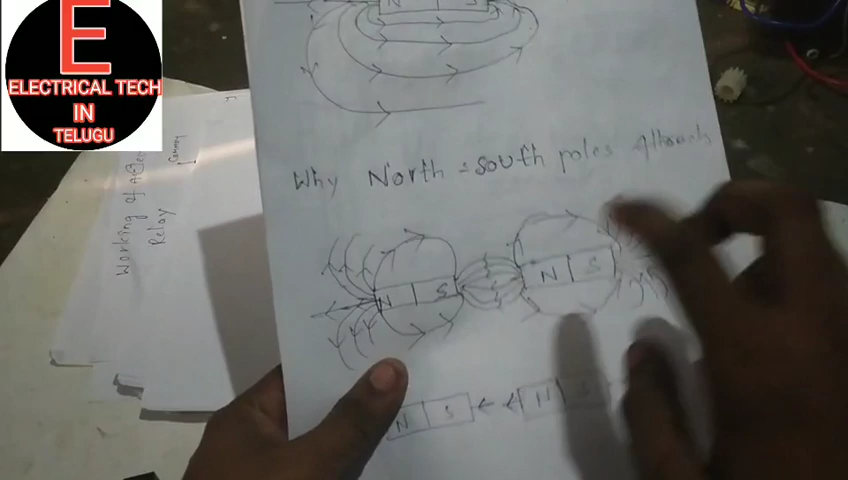 E
ELECTRICAL TECH
IN
TELUGU
N S
Why North - south poles attracts
N S N S
N S N S
Working of
Relay